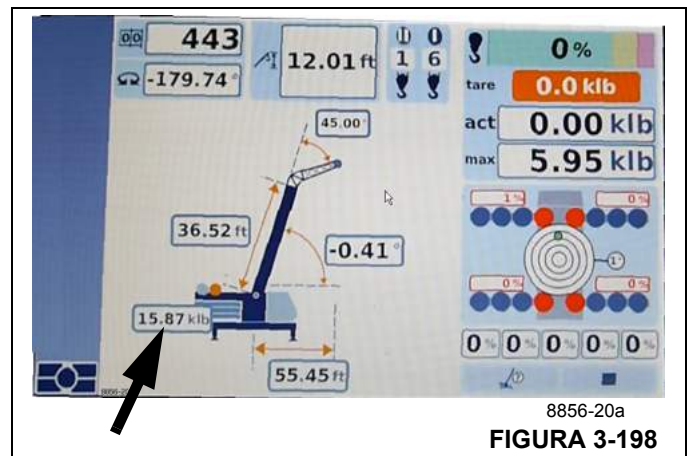 443
-179.74°
12.01 ft
1 6
0 %
tare 0.0 klb
act 0.00 klb
max 5.95 klb
45.00°
36.52 ft
-0.41 °
15.87 klb
55.45 ft
1 % 0 %
1°
0 % 0 %
0 % 0 % 0 % 0 % 0 %
8856-20a
FIGURA 3-198